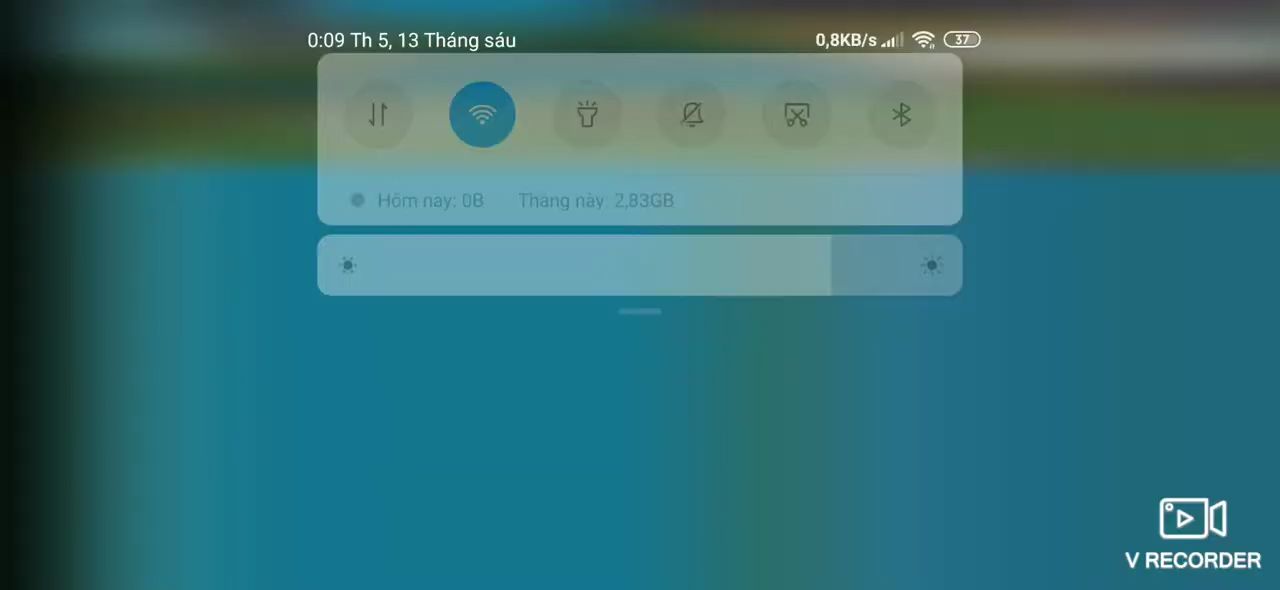 0:09 Th 5, 13 Tháng sáu
0,8KB/s 37
Hôm nay: 0B Tháng này: 2,83GB
V RECORDER